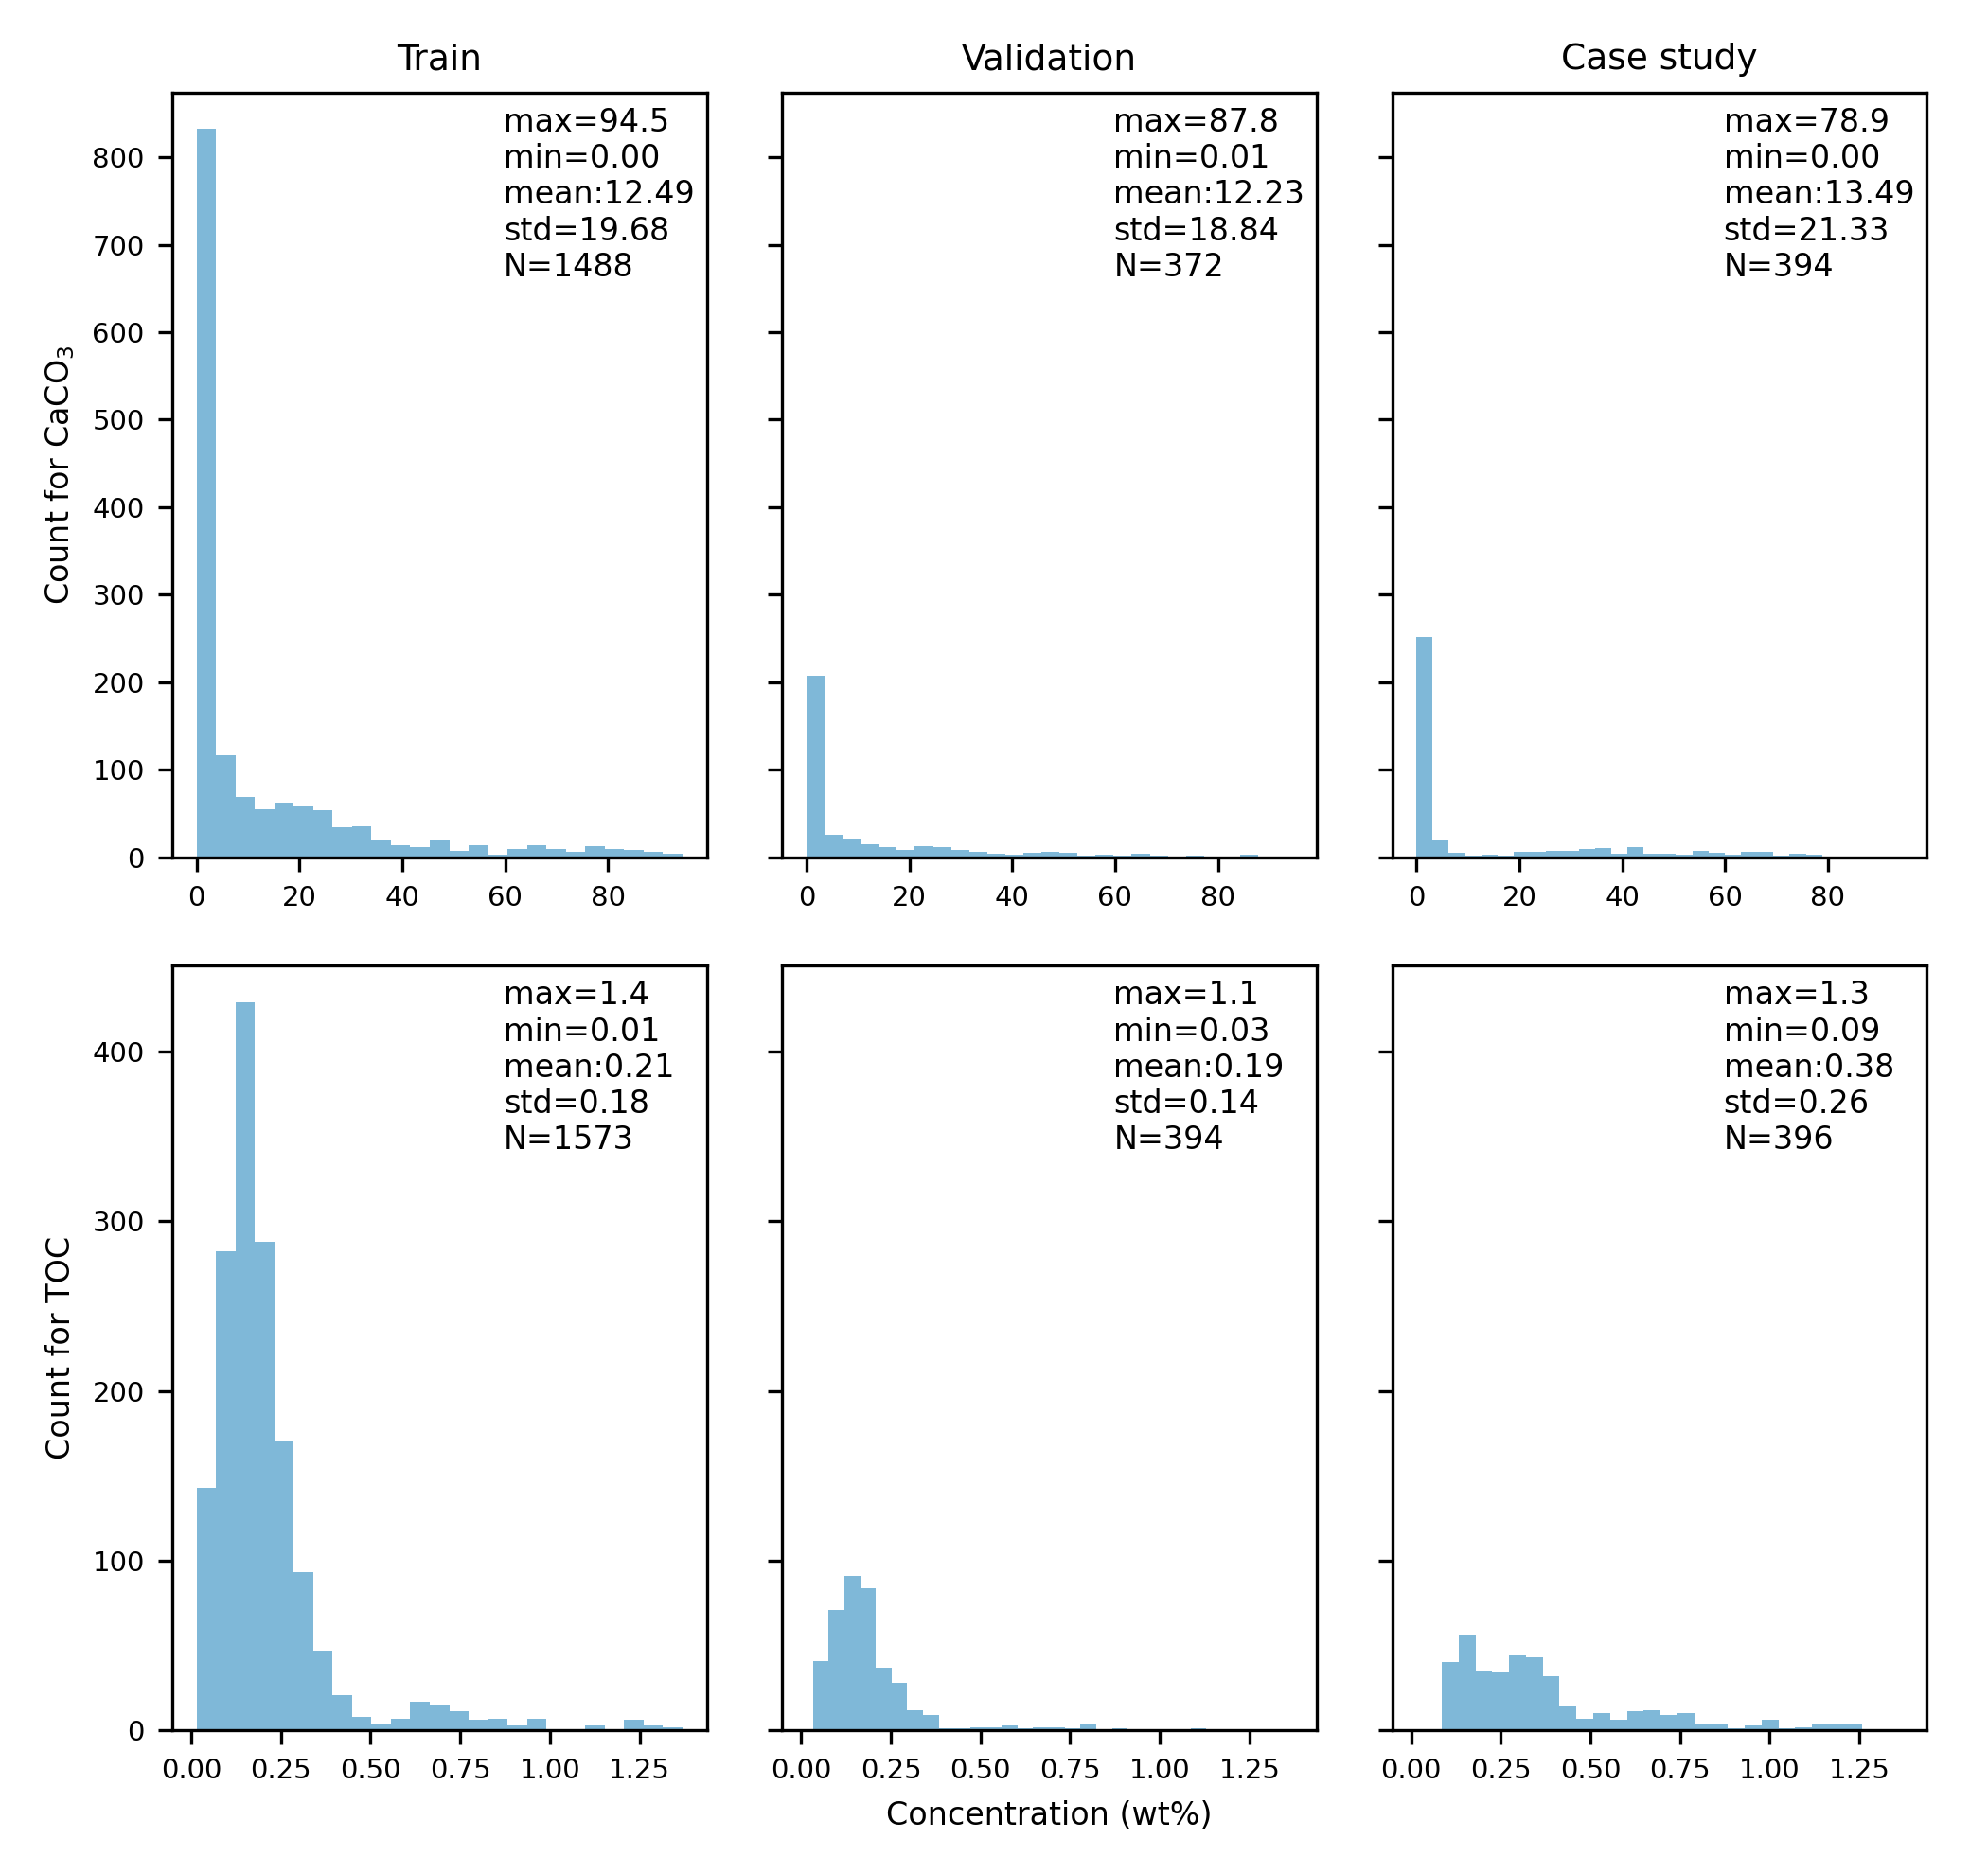 Train
Validation
Case study
max=94.5
min=0.00
mean:12.49
std=19.68
N=1488
max=87.8
min=0.01
mean:12.23
std=18.84
N=372
max=78.9
min=0.00
mean:13.49
std=21.33
N=394
Count for CaCO₃
800
700
600
500
400
300
200
100
0
0 20 40 60 80
0 20 40 60 80
0 20 40 60 80
max=1.4
min=0.01
mean:0.21
std=0.18
N=1573
max=1.1
min=0.03
mean:0.19
std=0.14
N=394
max=1.3
min=0.09
mean:0.38
std=0.26
N=396
Count for TOC
400
300
200
100
0
0.00 0.25 0.50 0.75 1.00 1.25
0.00 0.25 0.50 0.75 1.00 1.25
0.00 0.25 0.50 0.75 1.00 1.25
Concentration (wt%)